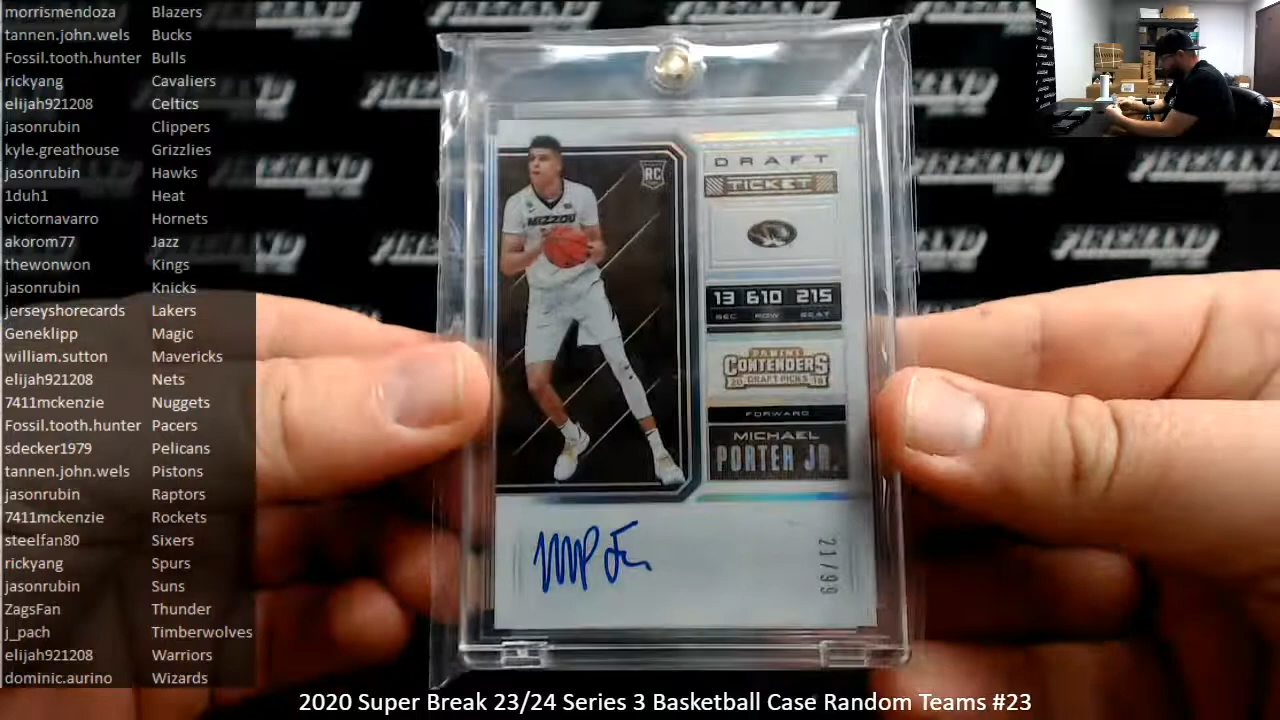 morrismendoza Blazers
tannen.john.wels Bucks
Fossil.tooth.hunter Bulls
rickyang Cavaliers
elijah921208 Celtics
jasonrubin Clippers
kyle.greathouse Grizzlies
jasonrubin Hawks
1duh1 Heat
victornavarro Hornets
akorom77 Jazz
thewonwon Kings
jasonrubin Knicks
jerseyshorecards Lakers
Geneklipp Magic
william.sutton Mavericks
elijah921208 Nets
7411mckenzie Nuggets
Fossil.tooth.hunter Pacers
sdecker1979 Pelicans
tannen.john.wels Pistons
jasonrubin Raptors
7411mckenzie Rockets
steelfan80 Sixers
rickyang Spurs
jasonrubin Suns
ZagsFan Thunder
j_pach Timberwolves
elijah921208 Warriors
dominic.aurino Wizards
MIZZOU
RC
DRAFT
TICKET
13 610 215
SEC ROW SEAT
PANINI
CONTENDERS
20 DRAFT PICKS 18
FORWARD
MICHAEL
PORTER JR.
21/99
2020 Super Break 23/24 Series 3 Basketball Case Random Teams #23